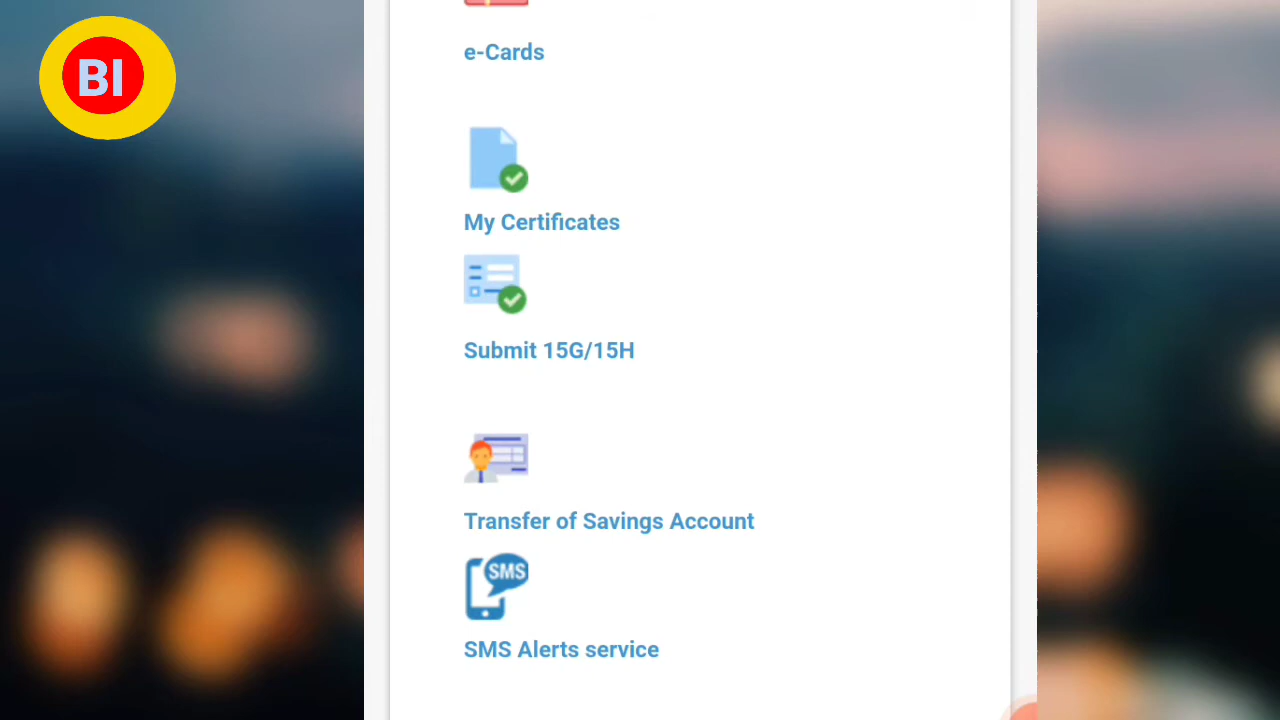 BI
e-Cards
My Certificates
Submit 15G/15H
Transfer of Savings Account
SMS
SMS Alerts service